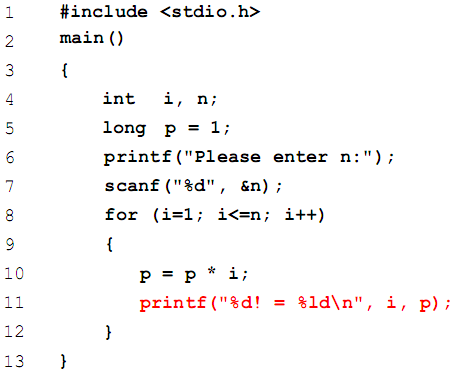 1 #include <stdio.h>
2 main()
3 {
4 int i, n;
5 long p = 1;
6 printf("Please enter n:");
7 scanf("%d", &n);
8 for (i=1; i<=n; i++)
9 {
10 p = p * i;
11 printf("%d! = %ld\n", i, p);
12 }
13 }